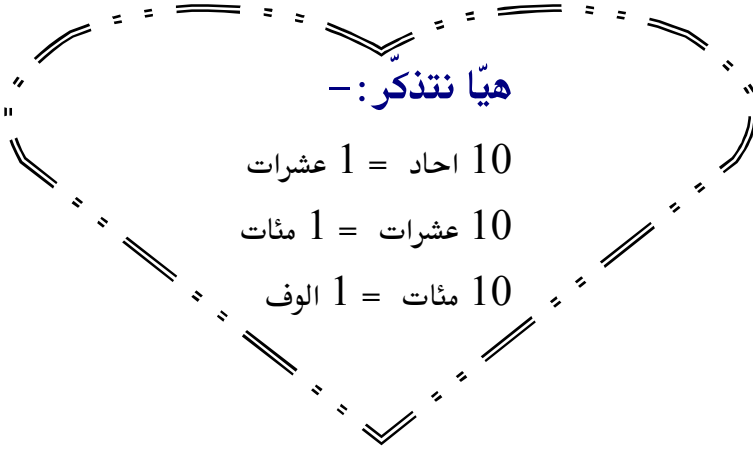 هيّا نتذكّر :–
10 احاد = 1 عشرات
10 عشرات = 1 مئات
10 مئات = 1 الوف